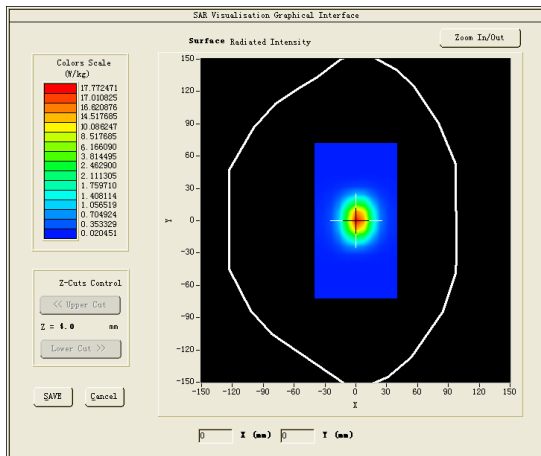 SAR Visualisation Graphical Interface
Surface Radiated Intensity
Zoom In/Out
Colors Scale
(W/kg)
17.772471
17.010825
16.620876
14.517685
10.086247
8.517685
6.166090
3.814495
2.462900
2.111305
1.759710
1.408114
1.056519
0.704924
0.353329
0.020451
150
120
90
60
30
0
-30
-60
-90
-120
-150
Y
-150 -120 -90 -60 -30 0 30 60 90 120 150
X
Z-Cuts Control
<< Upper Cut
Z = 4.0 mm
Lower Cut >>
SAVE
Cancel
0 X (mm) 0 Y (mm)